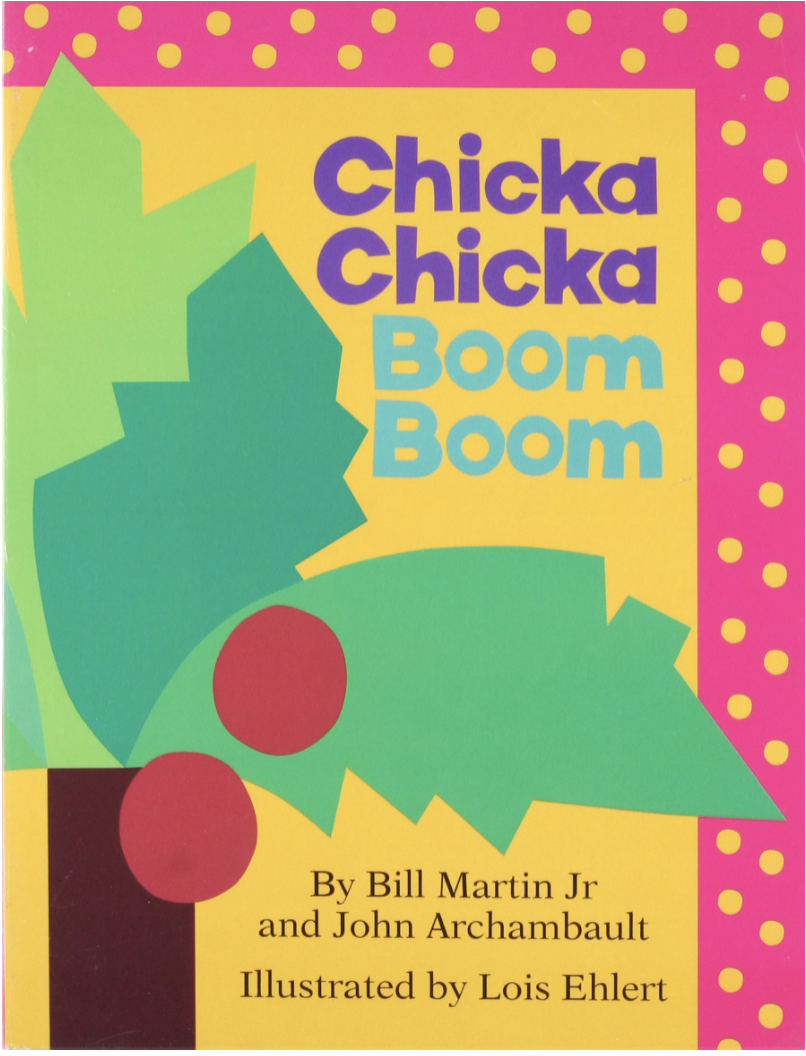 Chicka
Chicka
Boom
Boom
By Bill Martin Jr
and John Archambault
Illustrated by Lois Ehlert